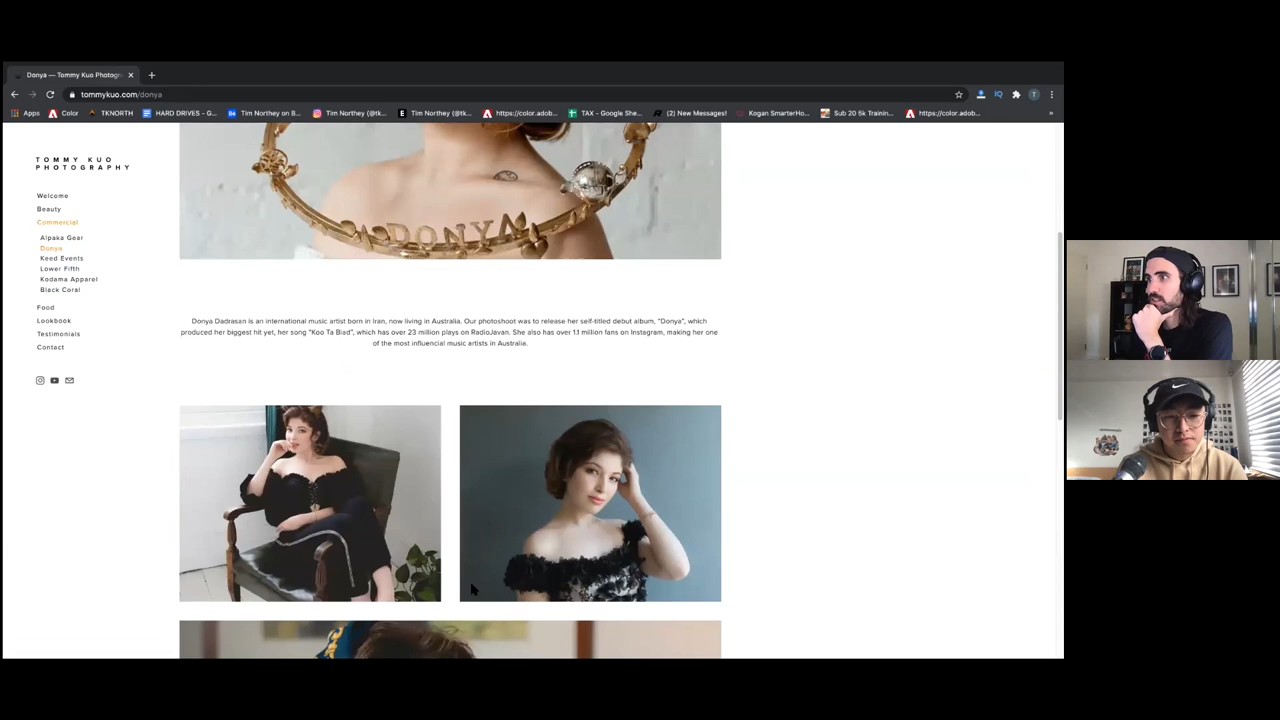 Donya — Tommy Kuo Photogra
tommykuo.com/donya
Apps
Color
TKNORTH
HARD DRIVES – G...
Tim Northey on B...
Tim Northey (@tk...
Tim Northey (@tk...
https://color.adob...
TAX - Google She...
(2) New Messages!
Kogan SmarterHo...
Sub 20 5k Trainin...
https://color.adob...
TOMMY KUO
PHOTOGRAPHY
Welcome
Beauty
Commercial
Alpaka Gear
Donya
Keed Events
Lower Fifth
Kodama Apparel
Black Coral
Food
Lookbook
Testimonials
Contact
DONYA
Donya Dadrasan is an international music artist born in Iran, now living in Australia. Our photoshoot was to release her self-titled debut album, "Donya", which
produced her biggest hit yet, her song "Koo Ta Biad", which has over 23 million plays on RadioJavan. She also has over 1.1 million fans on Instagram, making her one
of the most influencial music artists in Australia.